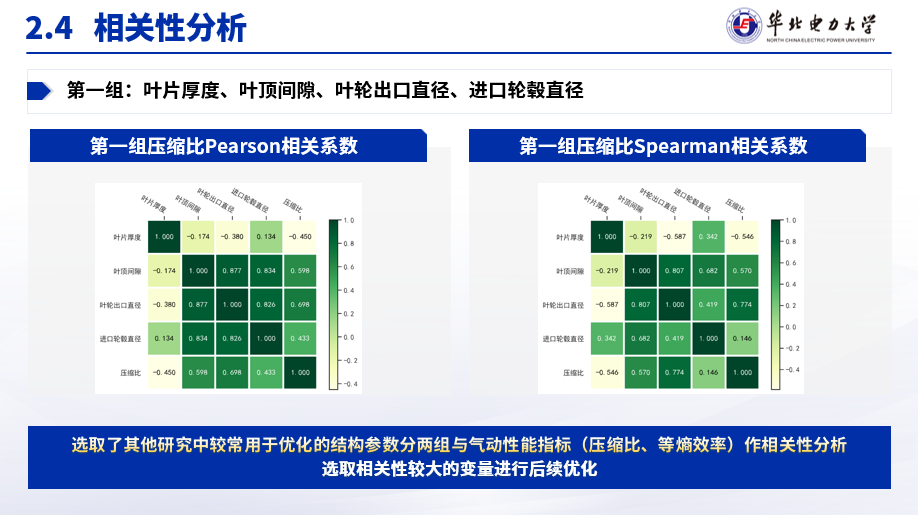 2.4 相关性分析
华北电力大学
NORTH CHINA ELECTRIC POWER UNIVERSITY
第一组：叶片厚度、叶顶间隙、叶轮出口直径、进口轮毂直径
第一组压缩比Pearson相关系数
叶片厚度 叶顶间隙 叶轮出口直径 进口轮毂直径 压缩比
叶片厚度 1.000 -0.174 -0.380 0.134 -0.450
叶顶间隙 -0.174 1.000 0.877 0.834 0.598
叶轮出口直径 -0.380 0.877 1.000 0.826 0.698
进口轮毂直径 0.134 0.834 0.826 1.000 0.433
压缩比 -0.450 0.598 0.698 0.433 1.000
1.0
0.8
0.6
0.4
0.2
0.0
-0.2
-0.4
第一组压缩比Spearman相关系数
叶片厚度 叶顶间隙 叶轮出口直径 进口轮毂直径 压缩比
叶片厚度 1.000 -0.219 -0.587 0.342 -0.546
叶顶间隙 -0.219 1.000 0.807 0.682 0.570
叶轮出口直径 -0.587 0.807 1.000 0.419 0.774
进口轮毂直径 0.342 0.682 0.419 1.000 0.146
压缩比 -0.546 0.570 0.774 0.146 1.000
1.0
0.8
0.6
0.4
0.2
0.0
-0.2
-0.4
选取了其他研究中较常用于优化的结构参数分两组与气动性能指标（压缩比、等熵效率）作相关性分析
选取相关性较大的变量进行后续优化